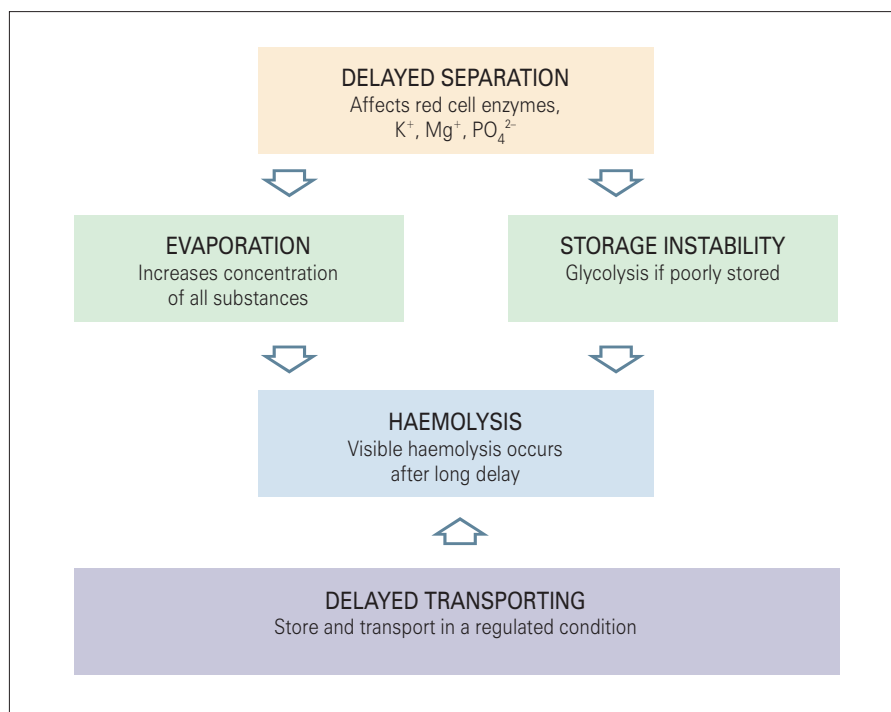 DELAYED SEPARATION
Affects red cell enzymes,
K⁺, Mg⁺, PO₄²⁻
EVAPORATION
Increases concentration
of all substances
STORAGE INSTABILITY
Glycolysis if poorly stored
HAEMOLYSIS
Visible haemolysis occurs
after long delay
DELAYED TRANSPORTING
Store and transport in a regulated condition